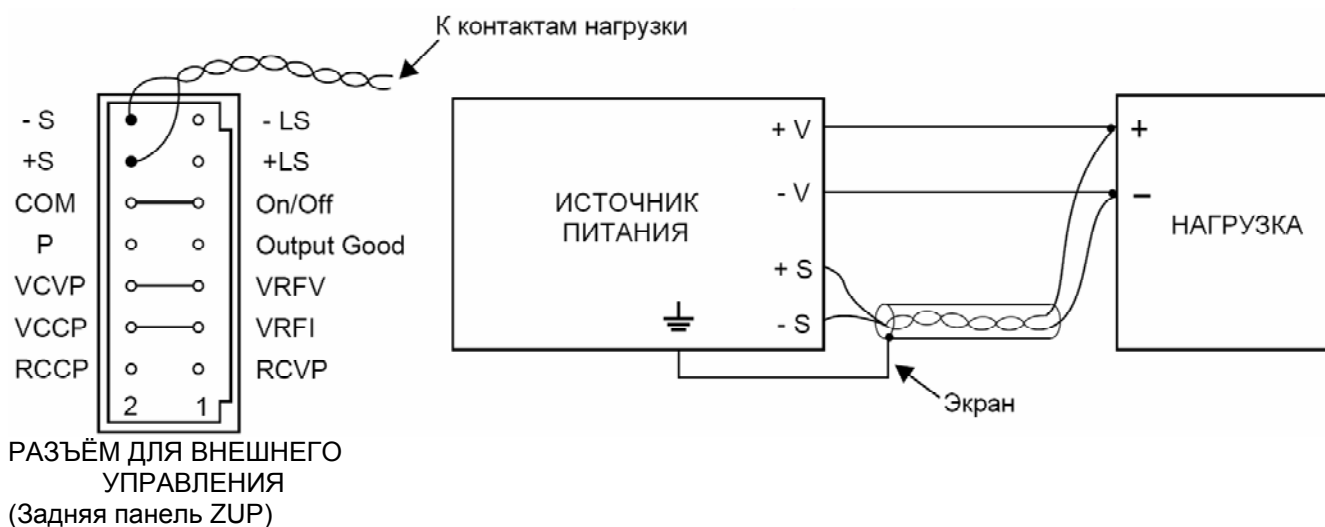 К контактам нагрузки
- S - LS
+S +LS
COM On/Off
P Output Good
VCVP VRFV
VCCP VRFI
RCCP RCVP
2 1
РАЗЪЁМ ДЛЯ ВНЕШНЕГО
УПРАВЛЕНИЯ
(Задняя панель ZUP)
ИСТОЧНИК
ПИТАНИЯ
+ V
- V
+ S
- S
Экран
+
−
НАГРУЗКА